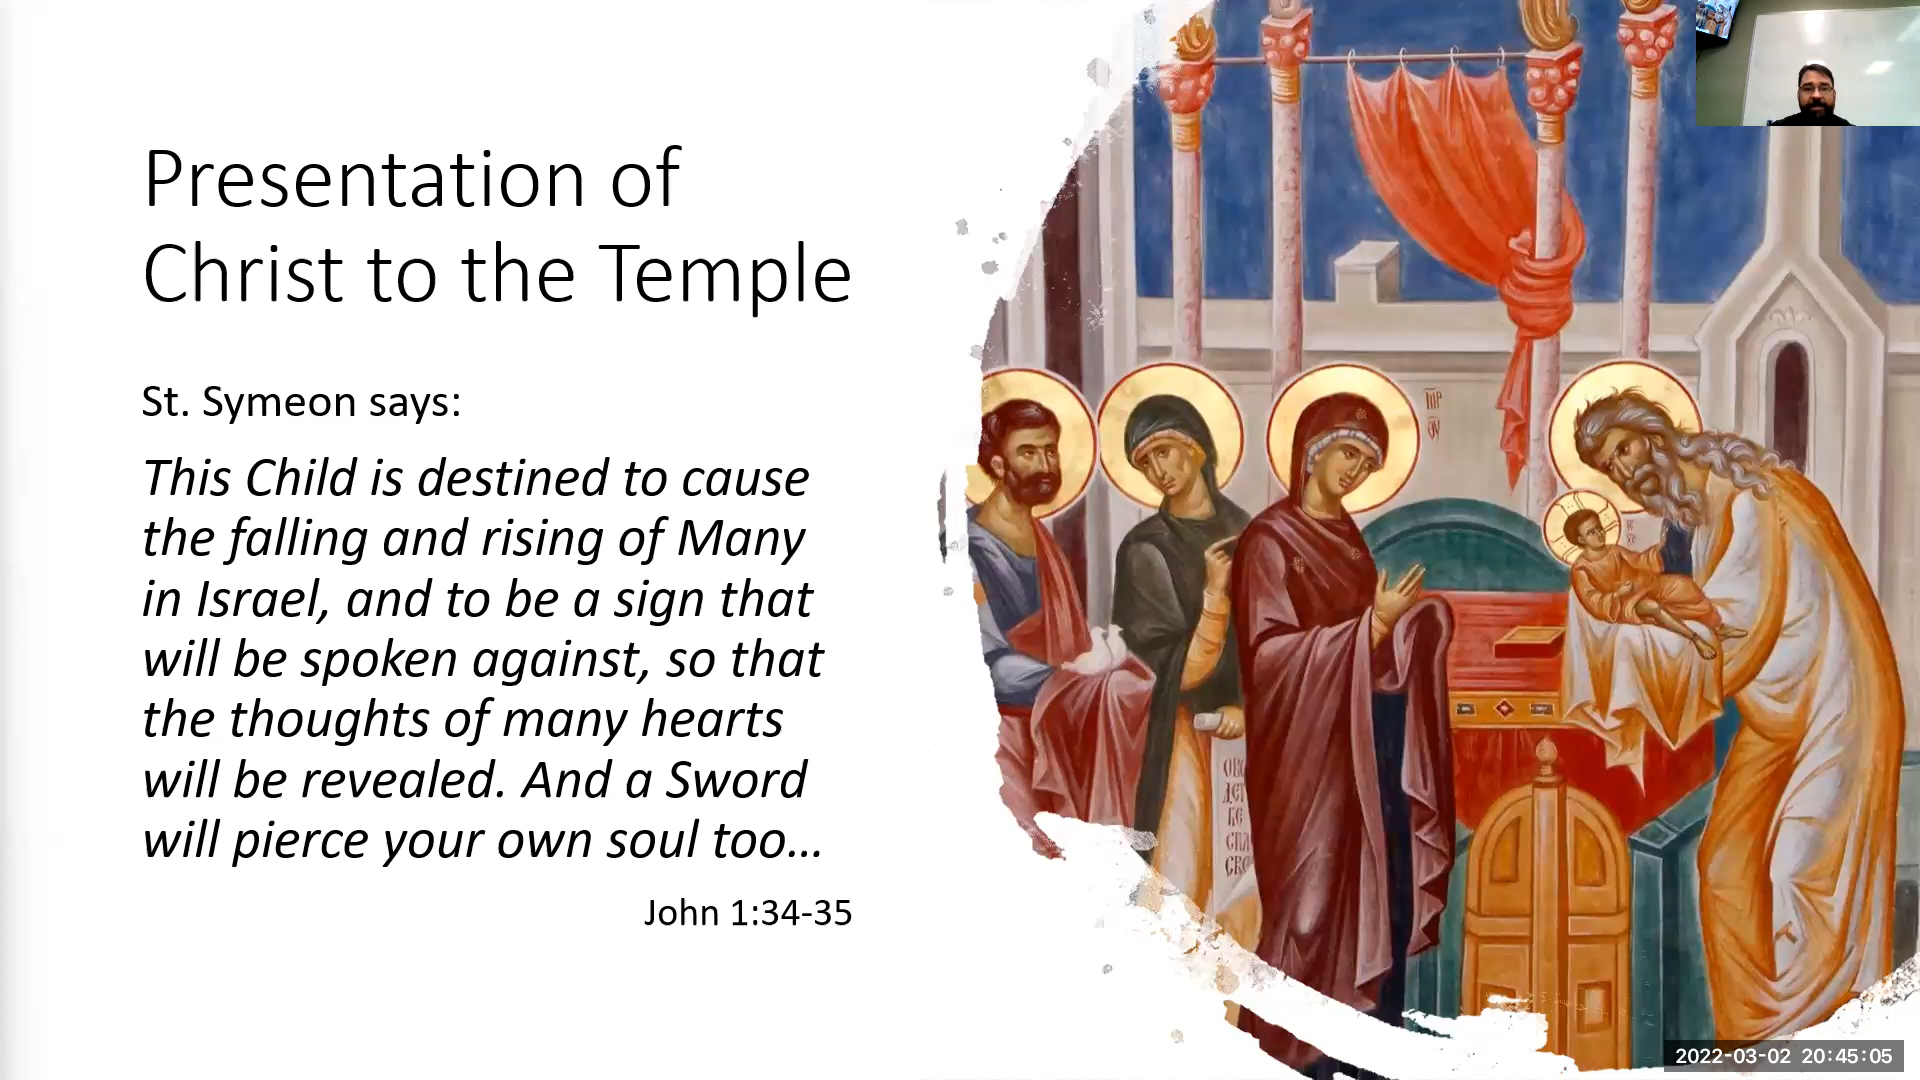 Presentation of
Christ to the Temple
St. Symeon says:
This Child is destined to cause
the falling and rising of Many
in Israel, and to be a sign that
will be spoken against, so that
the thoughts of many hearts
will be revealed. And a Sword
will pierce your own soul too…
John 1:34-35
2022-03-02 20:45:05